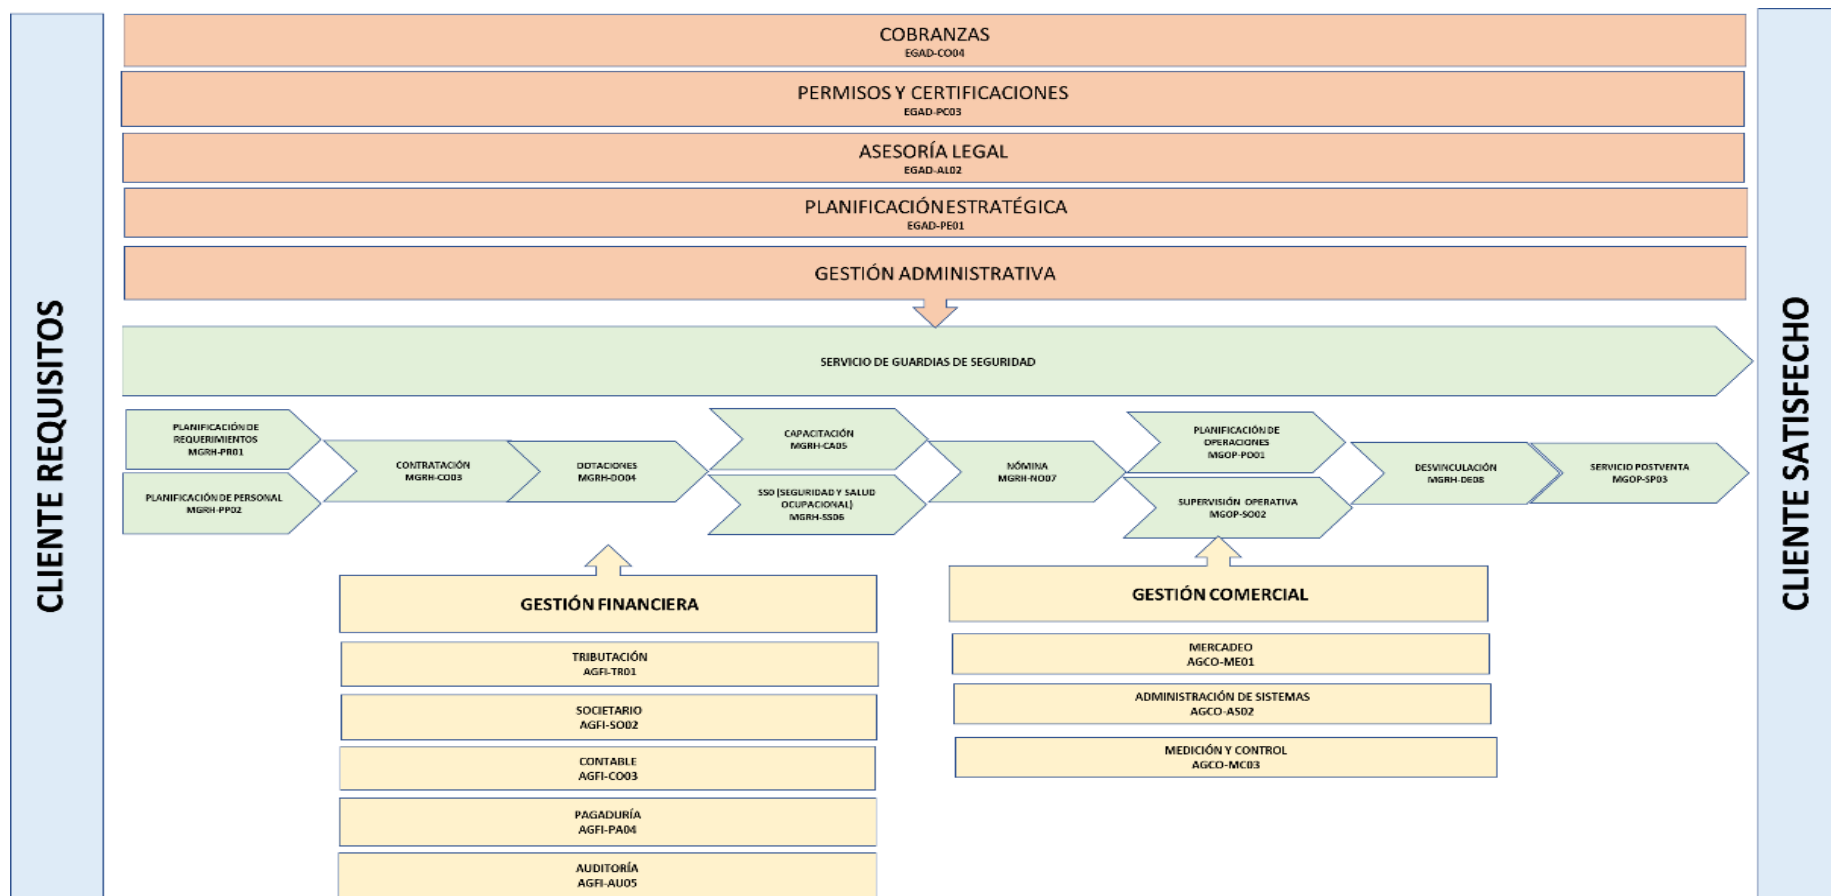 CLIENTE REQUISITOS
COBRANZAS
EGAD-CO04
PERMISOS Y CERTIFICACIONES
EGAD-PC03
ASESORÍA LEGAL
EGAD-AL02
PLANIFICACIÓN ESTRATÉGICA
EGAD-PE01
GESTIÓN ADMINISTRATIVA
SERVICIO DE GUARDIAS DE SEGURIDAD
PLANIFICACIÓN DE
REQUERIMIENTOS
MGRH-PR01
PLANIFICACIÓN DE PERSONAL
MGRH-PP02
CONTRATACIÓN
MGRH-CO03
DOTACIONES
MGRH-DO04
CAPACITACIÓN
MGRH-CA05
SSO (SEGURIDAD Y SALUD
OCUPACIONAL)
MGRH-SS06
NÓMINA
MGRH-NO07
PLANIFICACIÓN DE
OPERACIONES
MGOP-PO01
SUPERVISIÓN OPERATIVA
MGOP-SO02
DESVINCULACIÓN
MGRH-DE08
SERVICIO POSTVENTA
MGOP-SP03
GESTIÓN FINANCIERA
TRIBUTACIÓN
AGFI-TR01
SOCIETARIO
AGFI-SO02
CONTABLE
AGFI-CO03
PAGADURÍA
AGFI-PA04
AUDITORÍA
AGFI-AU05
GESTIÓN COMERCIAL
MERCADEO
AGCO-ME01
ADMINISTRACIÓN DE SISTEMAS
AGCO-AS02
MEDICIÓN Y CONTROL
AGCO-MC03
CLIENTE SATISFECHO